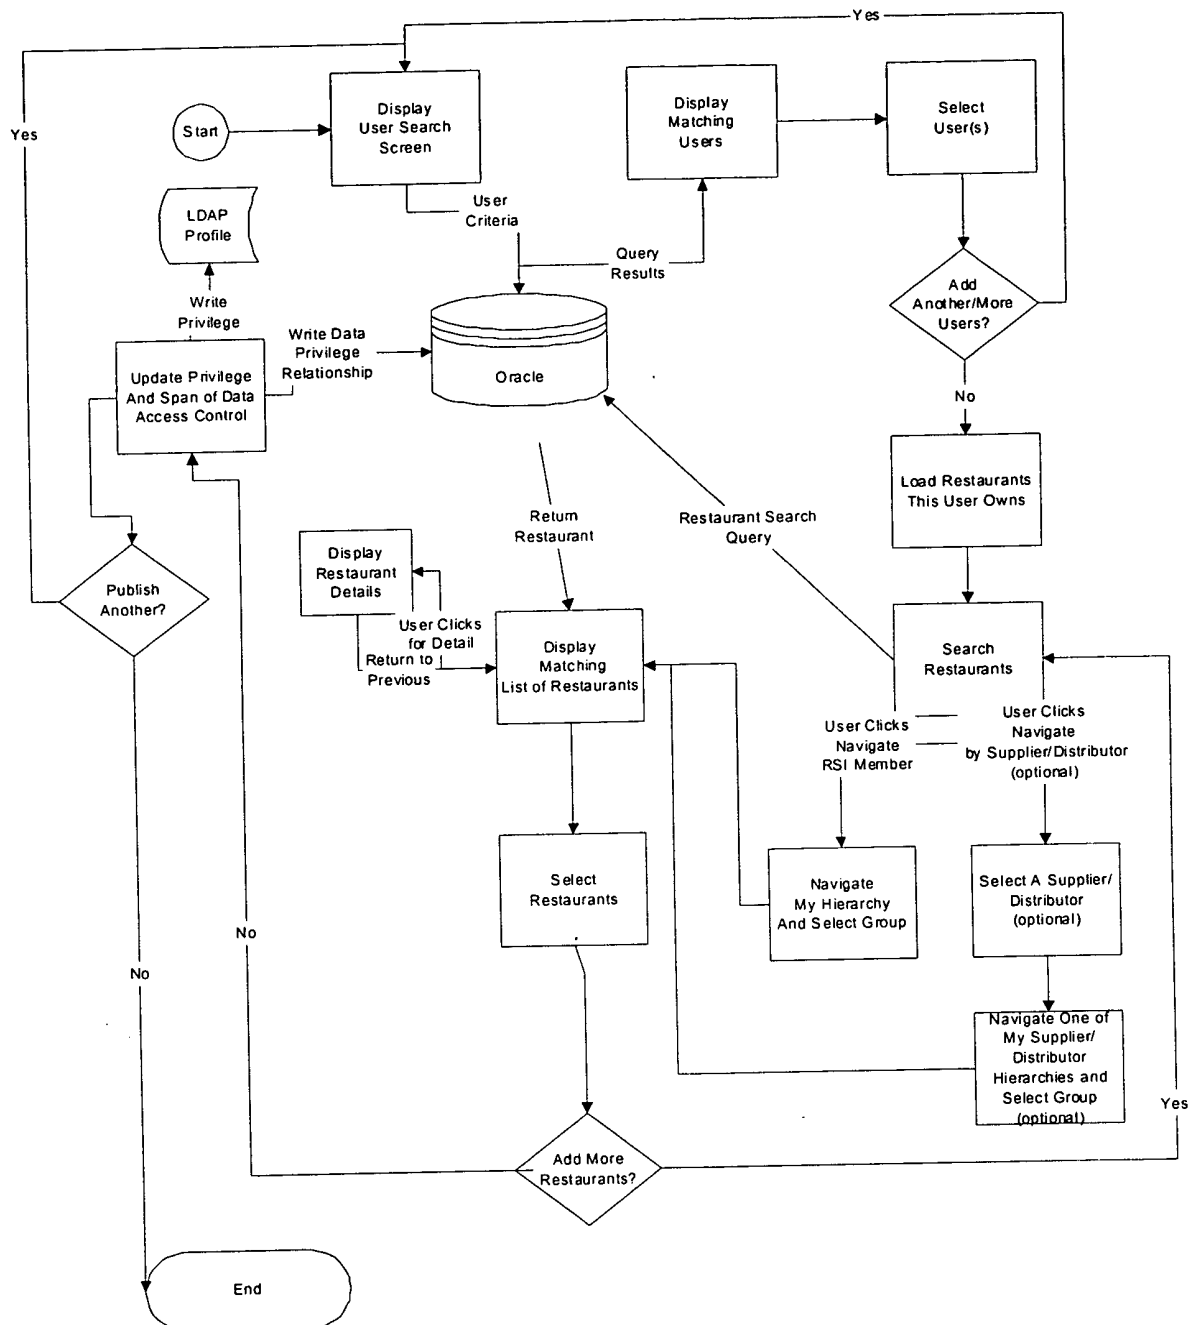 Yes
Yes
Start
Display
User Search
Screen
Display
Matching
Users
Select
User(s)
LDAP
Profile
User
Criteria
Query
Results
Add
Another/More
Users?
Write
Privilege
Write Data
Privilege
Relationship
Oracle
Update Privilege
And Span of Data
Access Control
No
Load Restaurants
This User Owns
Return
Restaurant
Restaurant Search
Query
Display
Restaurant
Details
Publish
Another?
User Clicks
for Detail
Return to
Previous
Display
Matching
List of Restaurants
Search
Restaurants
User Clicks
Navigate
RSI Member
User Clicks
Navigate
by Supplier/Distributor
(optional)
Select
Restaurants
Navigate
My Hierarchy
And Select Group
Select A Supplier/
Distributor
(optional)
No
No
Navigate One of
My Supplier/
Distributor
Hierarchies and
Select Group
(optional)
Yes
Add More
Restaurants?
End